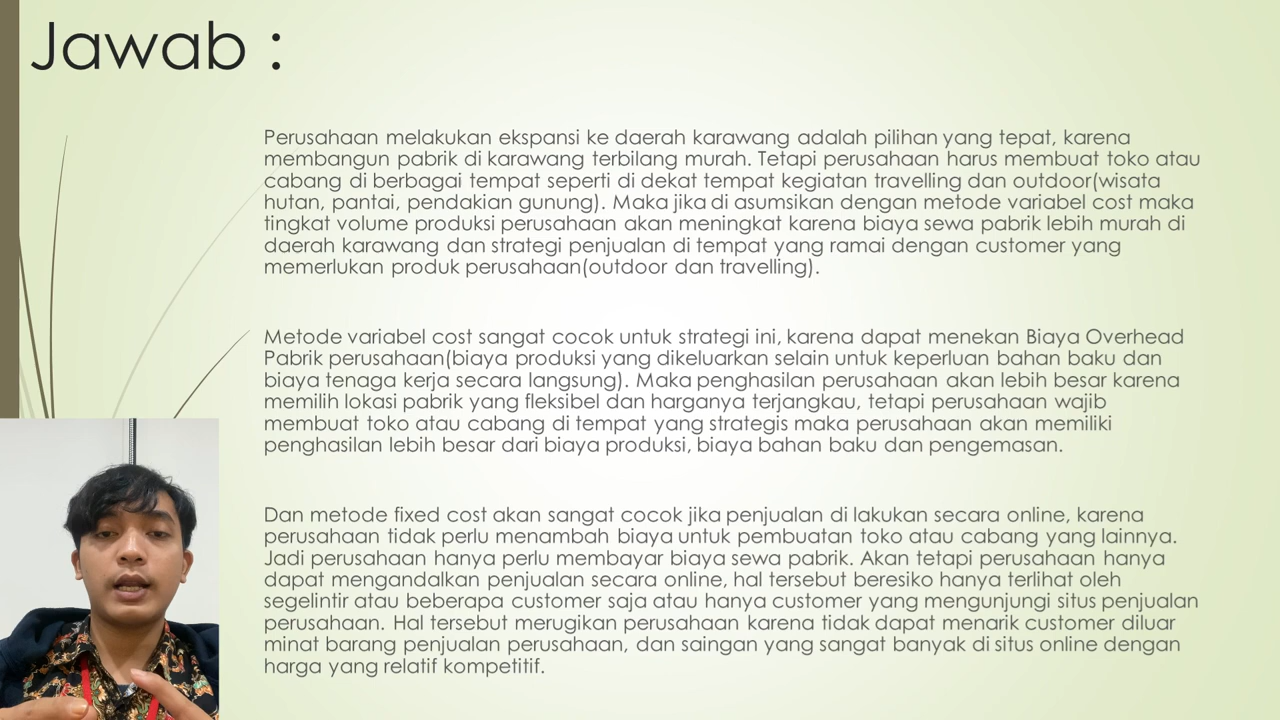 Jawab :
Perusahaan melakukan ekspansi ke daerah karawang adalah pilihan yang tepat, karena
membangun pabrik di karawang terbilang murah. Tetapi perusahaan harus membuat toko atau
cabang di berbagai tempat seperti di dekat tempat kegiatan travelling dan outdoor(wisata
hutan, pantai, pendakian gunung). Maka jika di asumsikan dengan metode variabel cost maka
tingkat volume produksi perusahaan akan meningkat karena biaya sewa pabrik lebih murah di
daerah karawang dan strategi penjualan di tempat yang ramai dengan customer yang
memerlukan produk perusahaan(outdoor dan travelling).
Metode variabel cost sangat cocok untuk strategi ini, karena dapat menekan Biaya Overhead
Pabrik perusahaan(biaya produksi yang dikeluarkan selain untuk keperluan bahan baku dan
biaya tenaga kerja secara langsung). Maka penghasilan perusahaan akan lebih besar karena
memilih lokasi pabrik yang fleksibel dan harganya terjangkau, tetapi perusahaan wajib
membuat toko atau cabang di tempat yang strategis maka perusahaan akan memiliki
penghasilan lebih besar dari biaya produksi, biaya bahan baku dan pengemasan.
Dan metode fixed cost akan sangat cocok jika penjualan di lakukan secara online, karena
perusahaan tidak perlu menambah biaya untuk pembuatan toko atau cabang yang lainnya.
Jadi perusahaan hanya perlu membayar biaya sewa pabrik. Akan tetapi perusahaan hanya
dapat mengandalkan penjualan secara online, hal tersebut beresiko hanya terlihat oleh
segelintir atau beberapa customer saja atau hanya customer yang mengunjungi situs penjualan
perusahaan. Hal tersebut merugikan perusahaan karena tidak dapat menarik customer diluar
minat barang penjualan perusahaan, dan saingan yang sangat banyak di situs online dengan
harga yang relatif kompetitif.